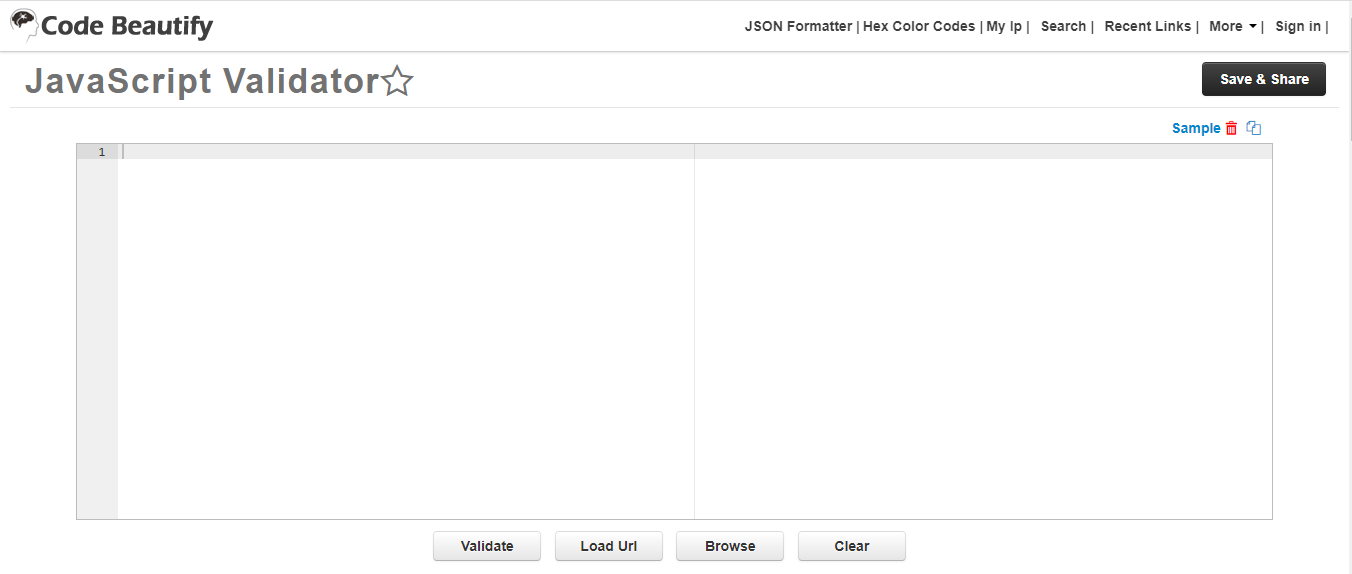 Code Beautify
JSON Formatter | Hex Color Codes | My Ip | Search | Recent Links | More | Sign in |
JavaScript Validator
Save & Share
Sample
1
Validate Load Url Browse Clear